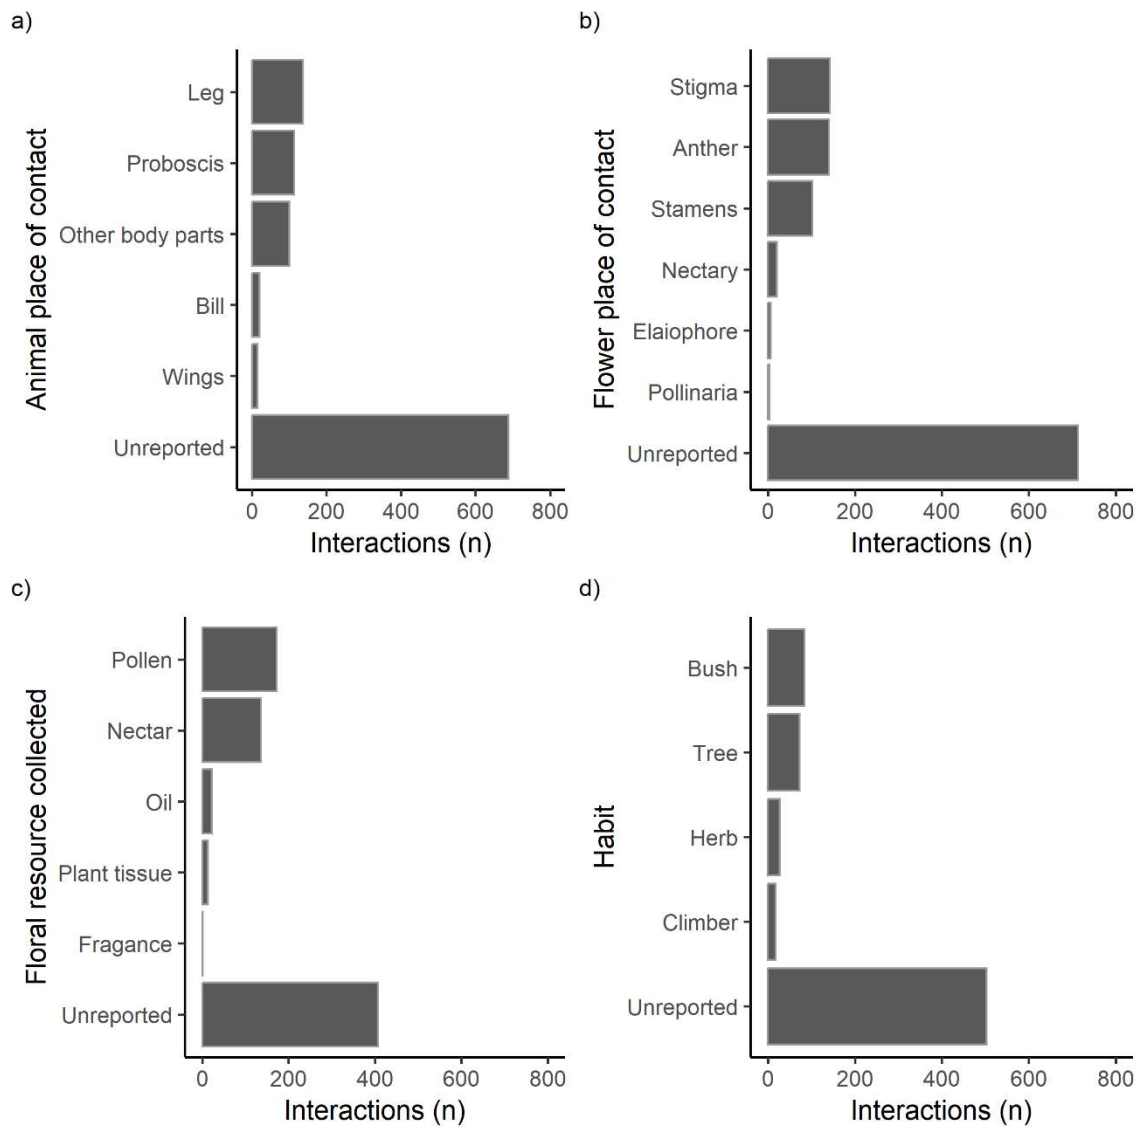 a)
Animal place of contact
Leg
Proboscis
Other body parts
Bill
Wings
Unreported
0 200 400 600 800
Interactions (n)
b)
Flower place of contact
Stigma
Anther
Stamens
Nectary
Elaiophore
Pollinaria
Unreported
0 200 400 600 800
Interactions (n)
c)
Floral resource collected
Pollen
Nectar
Oil
Plant tissue
Fragance
Unreported
0 200 400 600 800
Interactions (n)
d)
Habit
Bush
Tree
Herb
Climber
Unreported
0 200 400 600 800
Interactions (n)